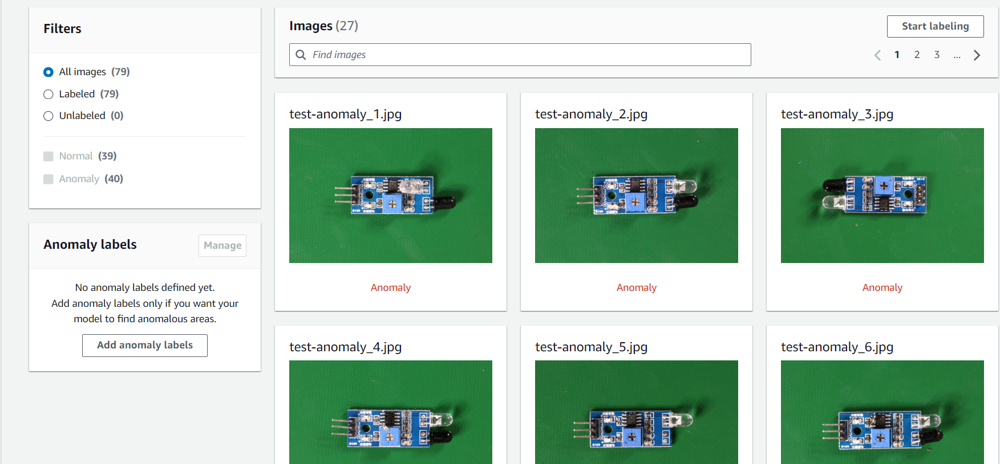 Filters
All images (79)
Labeled (79)
Unlabeled (0)
Normal (39)
Anomaly (40)
Anomaly labels
Manage
No anomaly labels defined yet.
Add anomaly labels only if you want your
model to find anomalous areas.
Add anomaly labels
Images (27)
Start labeling
Find images
1 2 3 ...
test-anomaly_1.jpg
test-anomaly_2.jpg
test-anomaly_3.jpg
Anomaly
Anomaly
Anomaly
test-anomaly_4.jpg
test-anomaly_5.jpg
test-anomaly_6.jpg